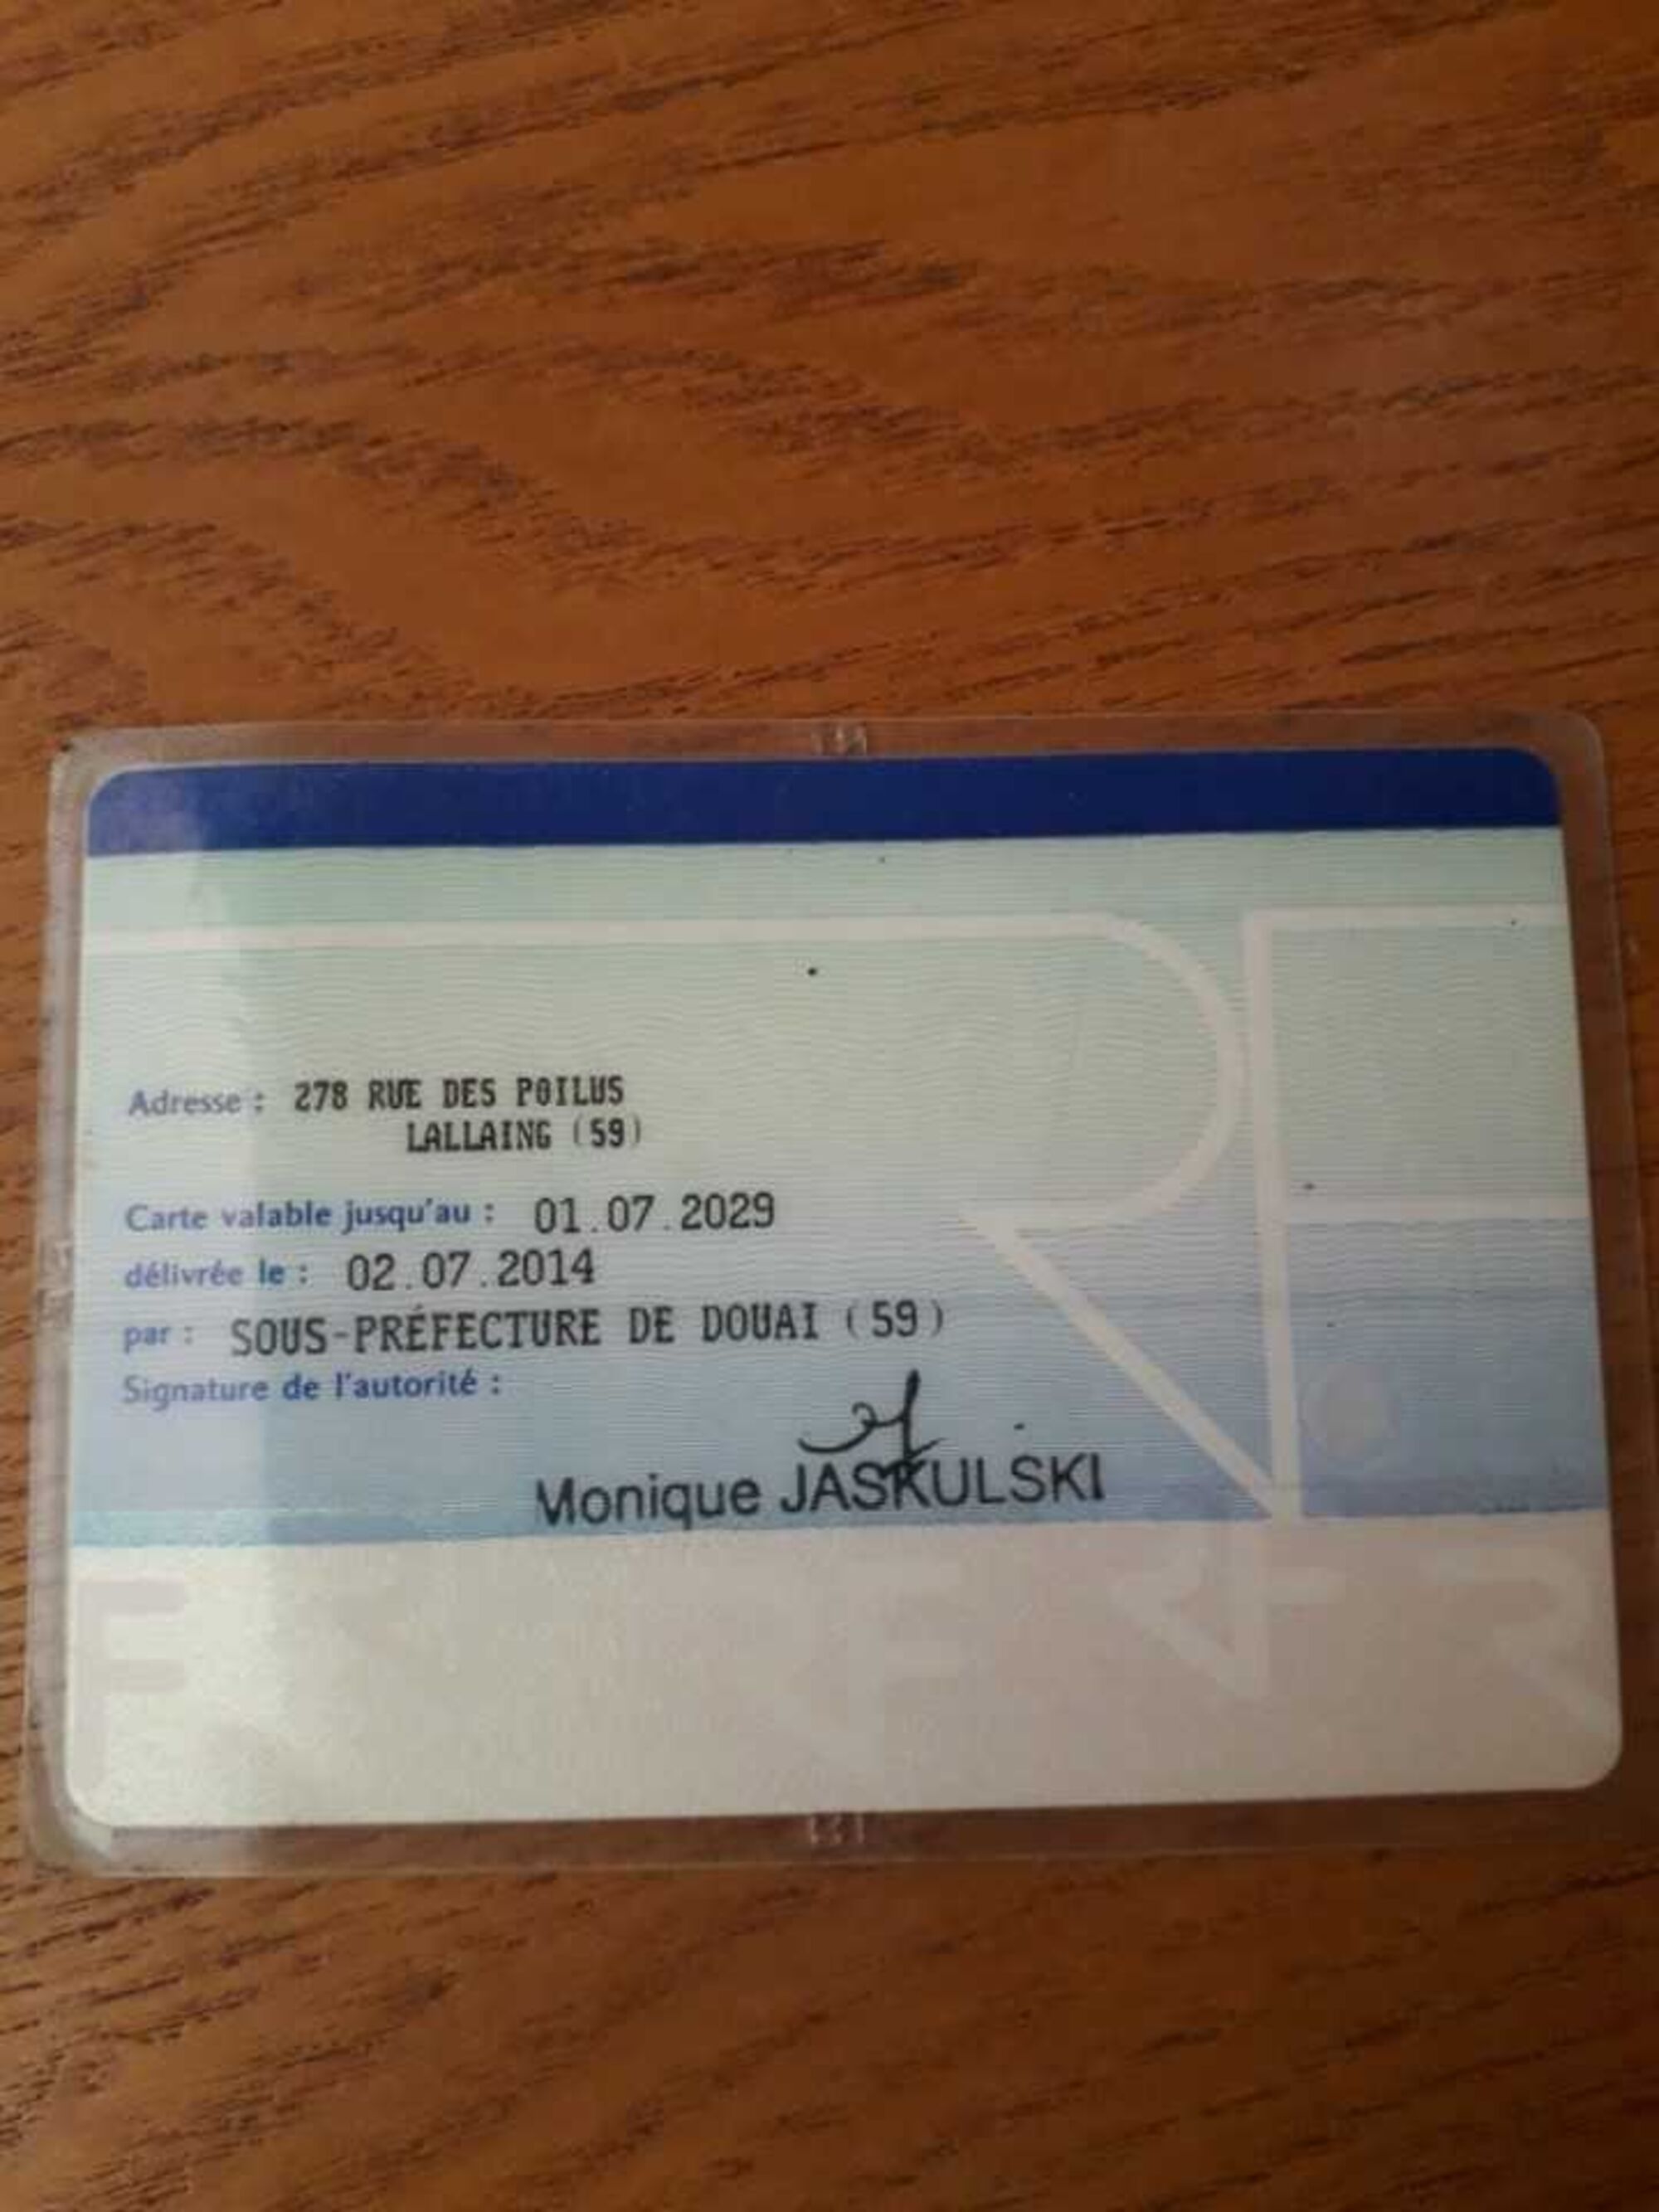 Adresse : 278 RUE DES POILUS
LALLAING (59)
Carte valable jusqu'au : 01.07.2029
délivrée le : 02.07.2014
par : SOUS-PRÉFECTURE DE DOUAI (59)
Signature de l'autorité :
Monique JASKULSKI
RF